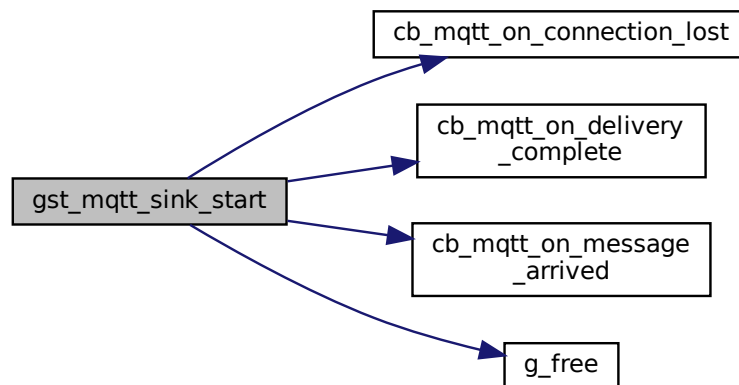 cb_mqtt_on_connection_lost
cb_mqtt_on_delivery
_complete
gst_mqtt_sink_start
cb_mqtt_on_message
_arrived
g_free